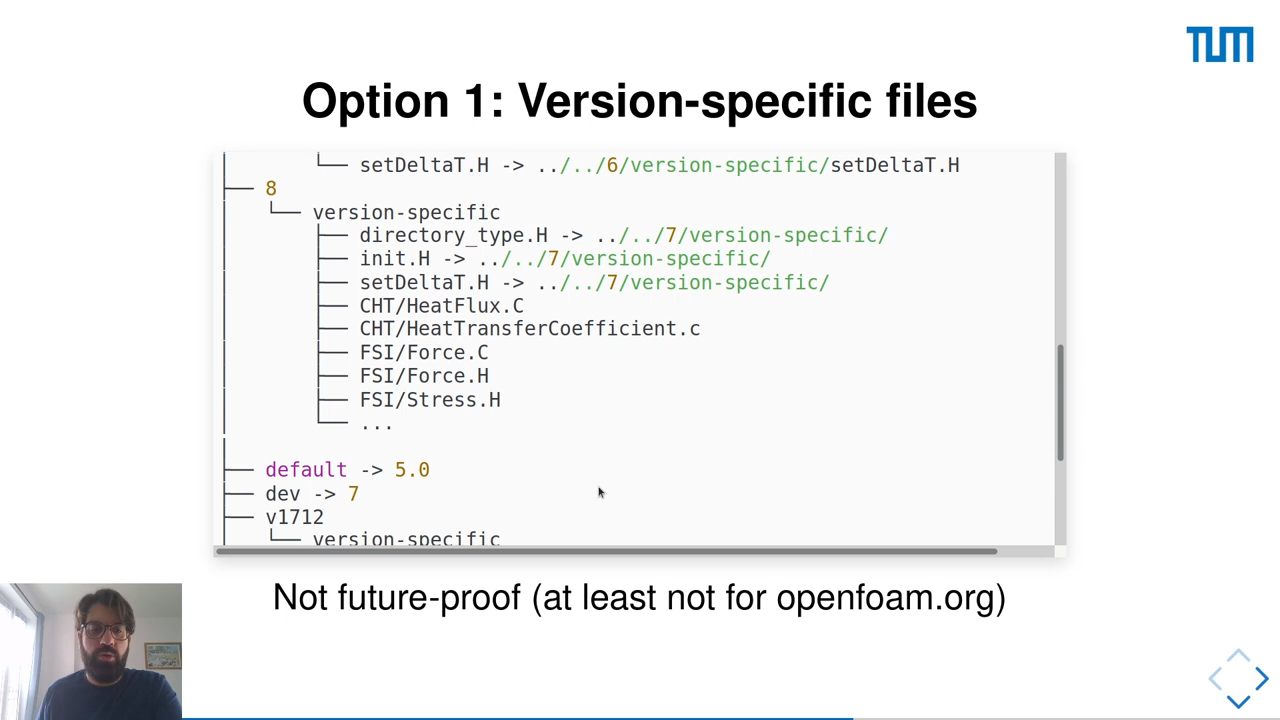 TUM
Option 1: Version-specific files
└── setDeltaT.H -> ../../6/version-specific/setDeltaT.H
├── 8
│   └── version-specific
│       ├── directory_type.H -> ../../7/version-specific/
│       ├── init.H -> ../../7/version-specific/
│       ├── setDeltaT.H -> ../../7/version-specific/
│       ├── CHT/HeatFlux.C
│       ├── CHT/HeatTransferCoefficient.c
│       ├── FSI/Force.C
│       ├── FSI/Force.H
│       ├── FSI/Stress.H
│       └── ...
├── default -> 5.0
├── dev -> 7
├── v1712
│   └── version-specific
Not future-proof (at least not for openfoam.org)